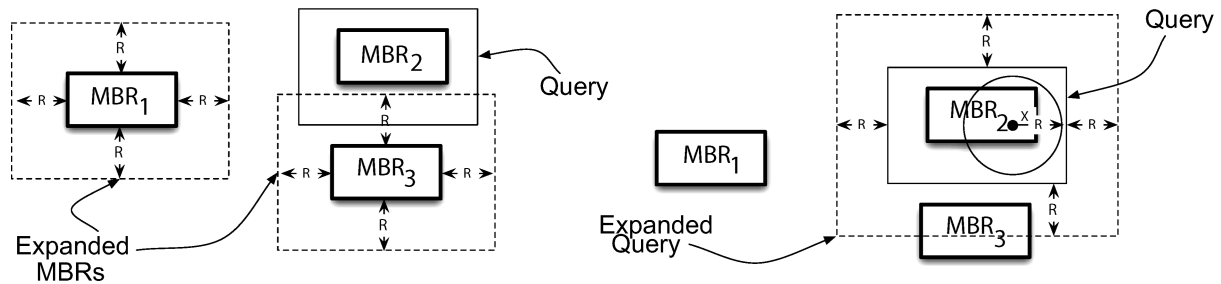 R
R MBR1 R
R
MBR2
Query
R
R MBR3 R
R
Expanded
MBRs
Query
R
MBR2 X R
R R
MBR1
R
Expanded
Query
MBR3